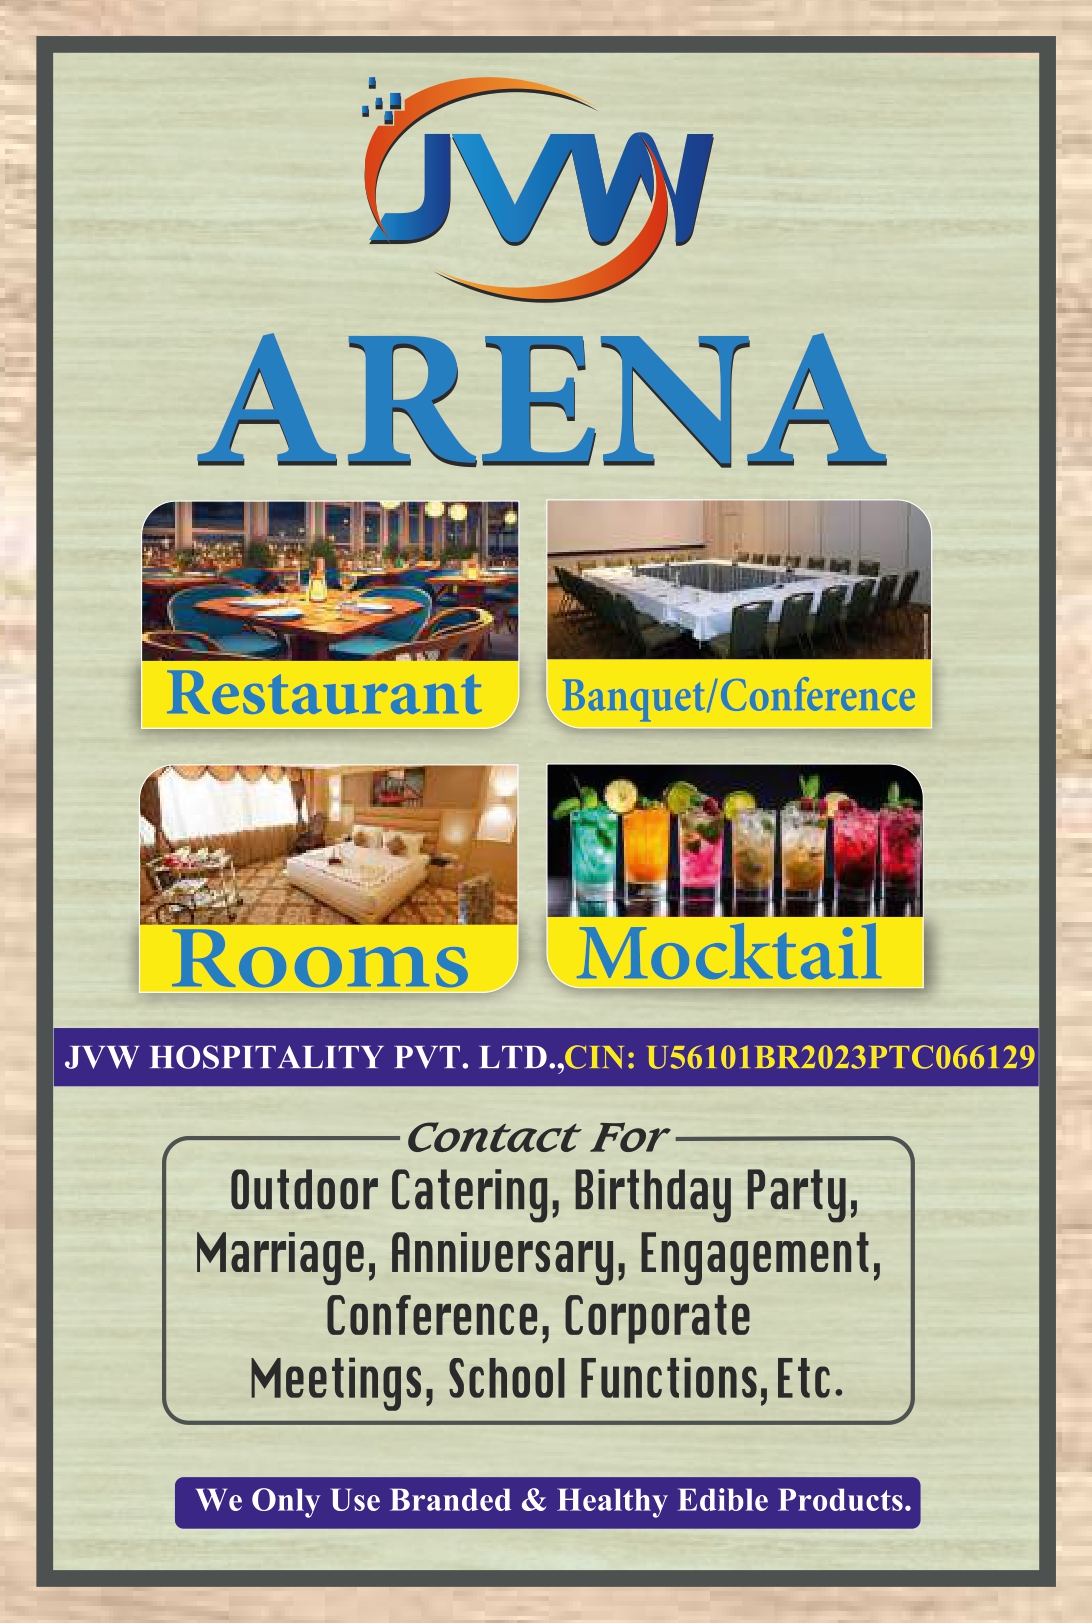 JVW
ARENA
Restaurant
Banquet/Conference
Rooms
Mocktail
JVW HOSPITALITY PVT. LTD.,CIN: U56101BR2023PTC066129
Contact For
Outdoor Catering, Birthday Party,
Marriage, Anniversary, Engagement,
Conference, Corporate
Meetings, School Functions, Etc.
We Only Use Branded & Healthy Edible Products.